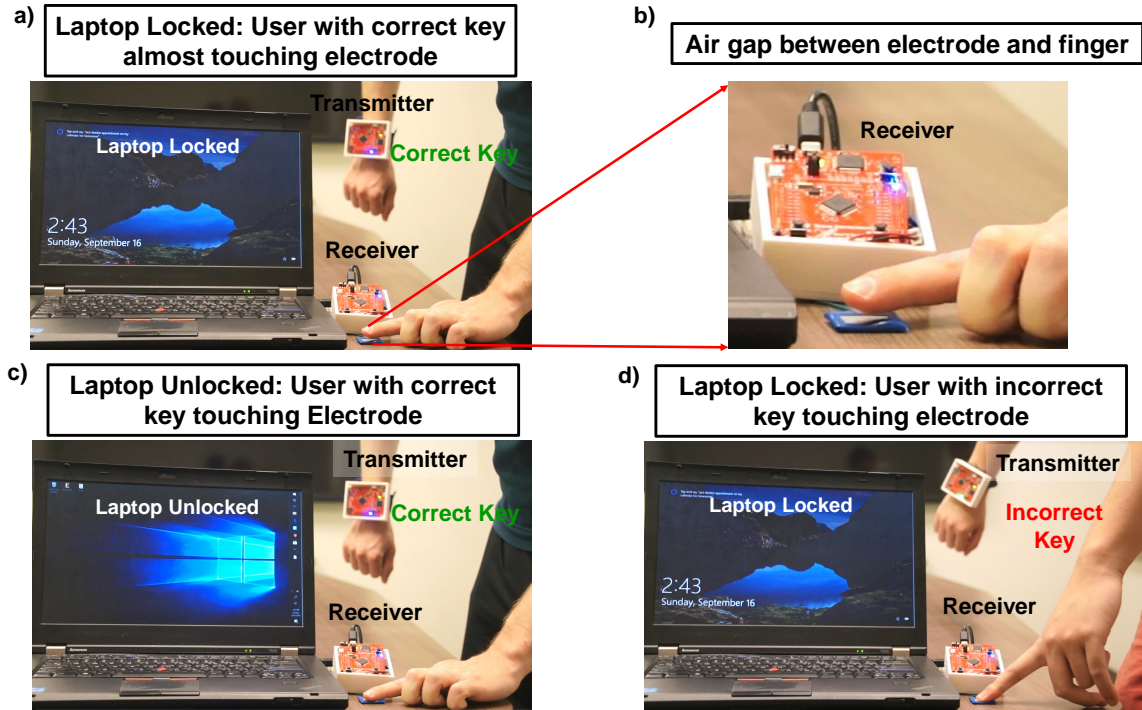 a)
Laptop Locked: User with correct key
almost touching electrode
Transmitter
Laptop Locked
Correct Key
2:43
Sunday, September 16
Receiver
lenovo
b)
Air gap between electrode and finger
Receiver
c)
Laptop Unlocked: User with correct
key touching Electrode
Transmitter
Laptop Unlocked
Correct Key
Receiver
d)
Laptop Locked: User with incorrect
key touching electrode
Transmitter
Laptop Locked
Incorrect
Key
2:43
Sunday, September 16
Receiver